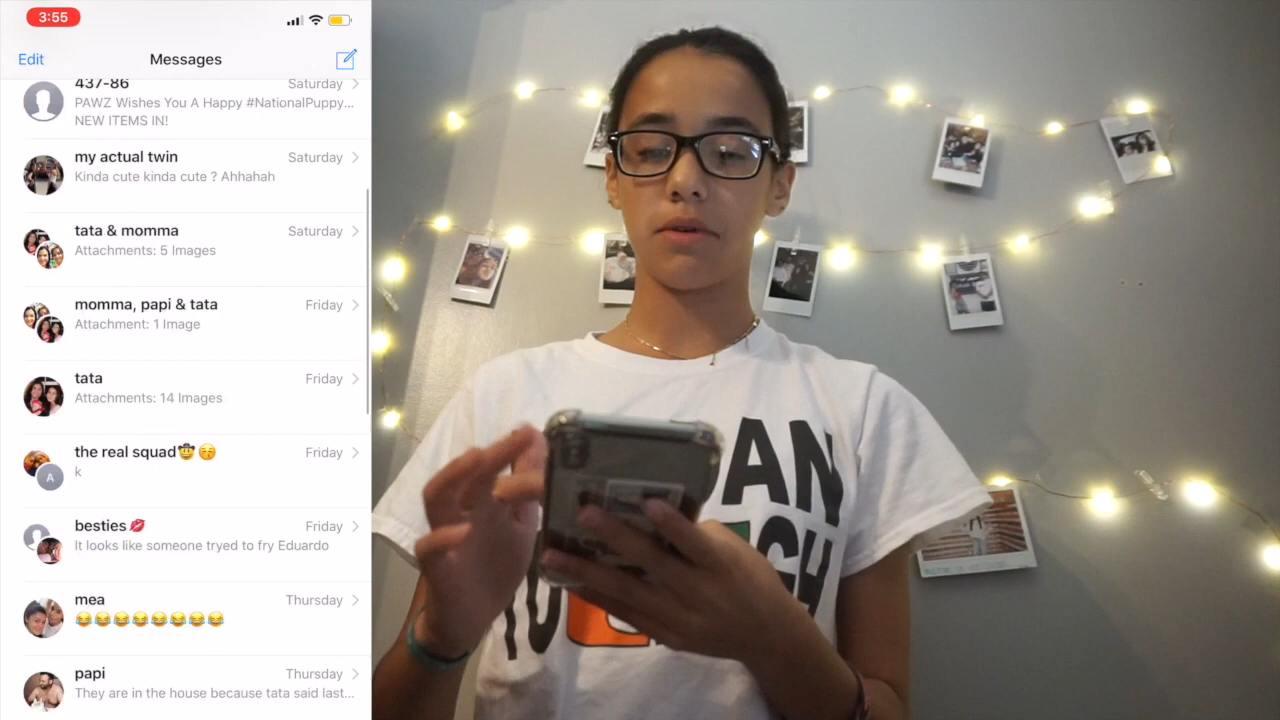 3:55
Edit
Messages
437-86
Saturday
PAWZ Wishes You A Happy #NationalPuppy...
NEW ITEMS IN!
my actual twin
Saturday
Kinda cute kinda cute ? Ahhahah
tata & momma
Saturday
Attachments: 5 Images
momma, papi & tata
Friday
Attachment: 1 Image
tata
Friday
Attachments: 14 Images
the real squad🤠😚
Friday
k
A
besties💋
Friday
It looks like someone tryed to fry Eduardo
mea
Thursday
😂😂😂😂😂😂😂😂
papi
Thursday
They are in the house because tata said last...